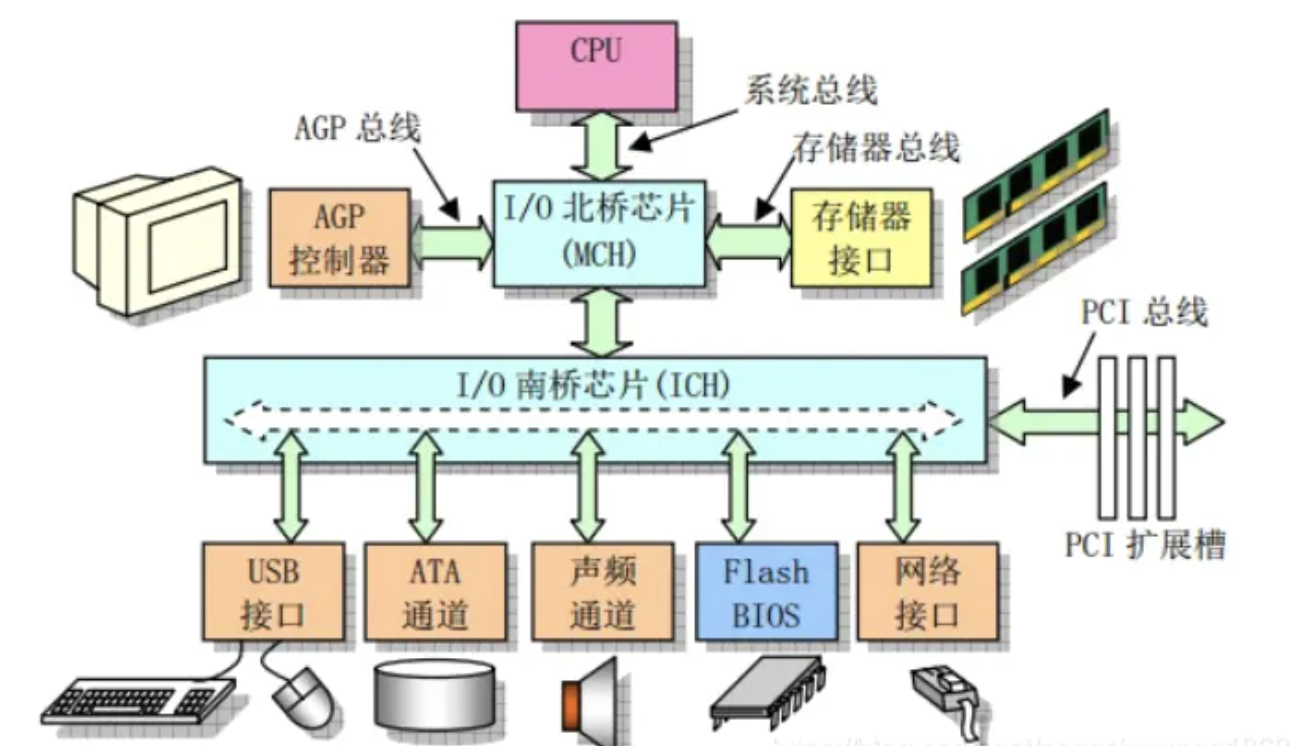 CPU
系统总线
AGP 总线
存储器总线
AGP
控制器
I/O 北桥芯片
(MCH)
存储器
接口
PCI 总线
I/O 南桥芯片(ICH)
PCI 扩展槽
USB
接口
ATA
通道
声频
通道
Flash
BIOS
网络
接口